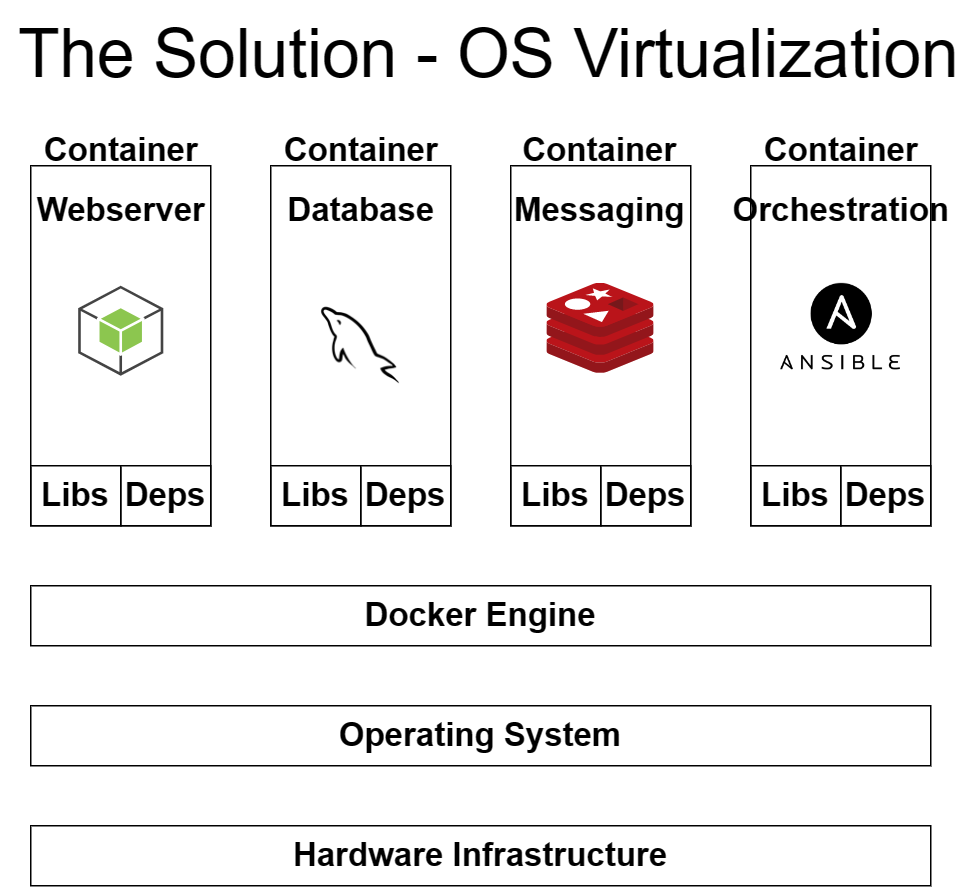 The Solution - OS Virtualization
Container Container Container Container
Webserver Database Messaging Orchestration
ANSIBLE
Libs Deps Libs Deps Libs Deps Libs Deps
Docker Engine
Operating System
Hardware Infrastructure